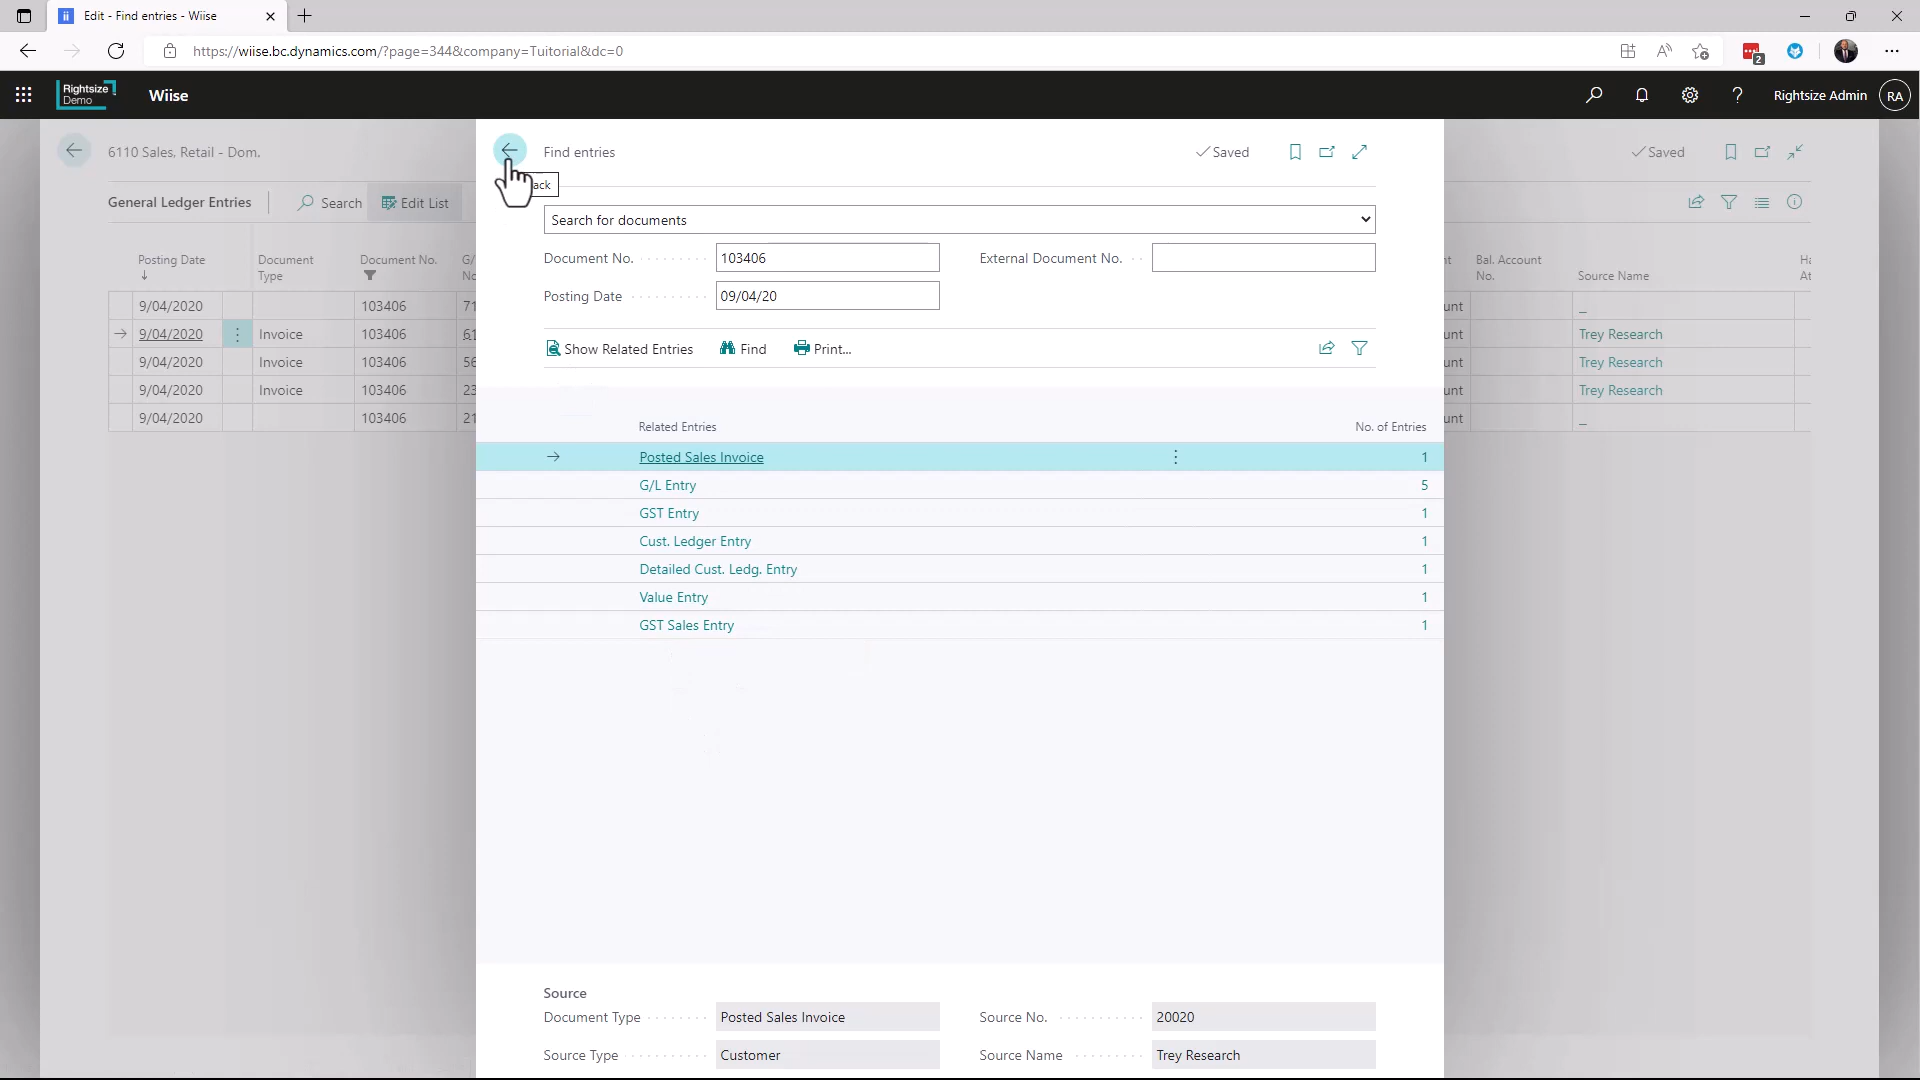 Edit - Find entries - Wiise
https://wiise.bc.dynamics.com/?page=344&company=Tuitorial&dc=0
2
Rightsize
Demo
Wiise
Rightsize Admin
RA
6110 Sales, Retail - Dom.
Saved
General Ledger Entries
Search
Edit List
Posting Date
Document Type
Document No.
Bal. Account No.
Source Name
9/04/2020 103406 _
9/04/2020 Invoice 103406 Trey Research
9/04/2020 Invoice 103406 Trey Research
9/04/2020 Invoice 103406 Trey Research
9/04/2020 103406 _
Find entries
Saved
Search for documents
Document No. 103406
External Document No.
Posting Date 09/04/20
Show Related Entries
Find
Print...
Related Entries No. of Entries
Posted Sales Invoice 1
G/L Entry 5
GST Entry 1
Cust. Ledger Entry 1
Detailed Cust. Ledg. Entry 1
Value Entry 1
GST Sales Entry 1
Source
Document Type Posted Sales Invoice
Source No. 20020
Source Type Customer
Source Name Trey Research